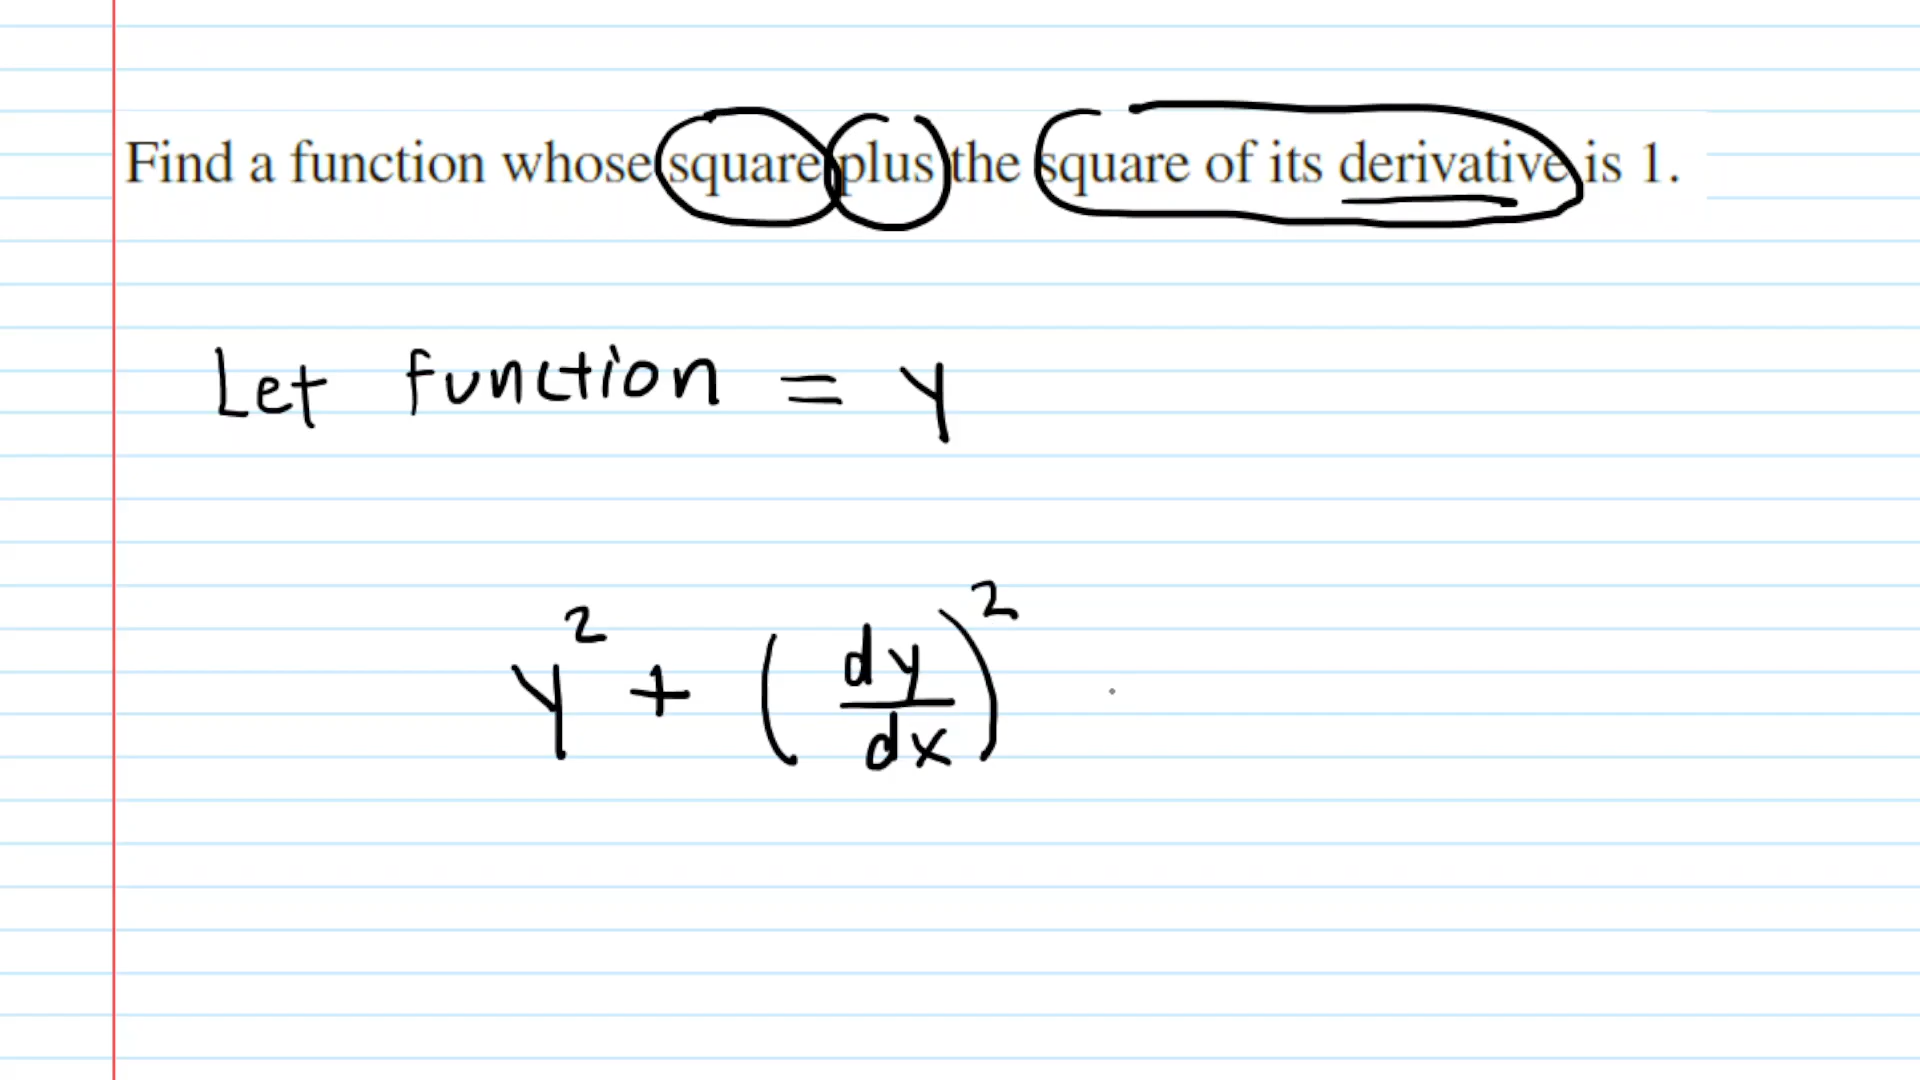 Find a function whose square plus the square of its derivative is 1.
Let function = y
y² + (dy/dx)²